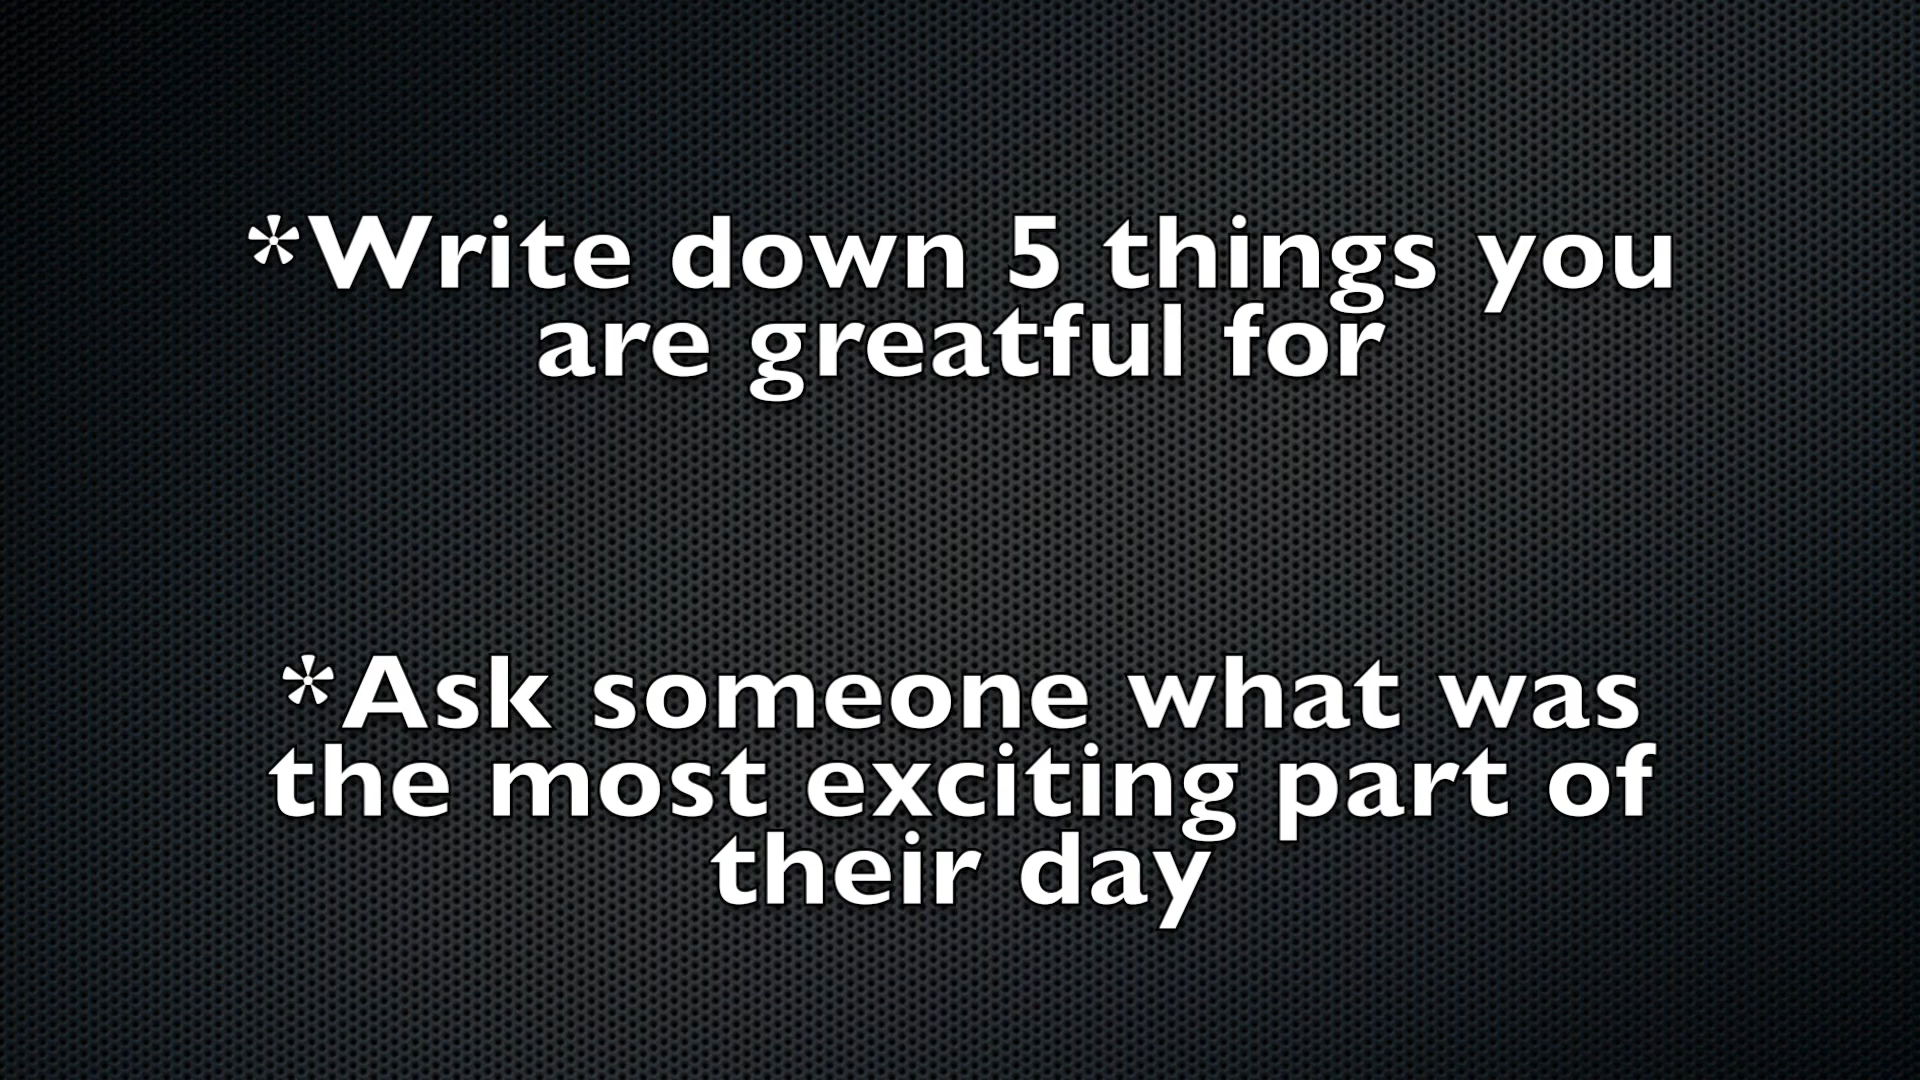 *Write down 5 things you
are greatful for
*Ask someone what was
the most exciting part of
their day